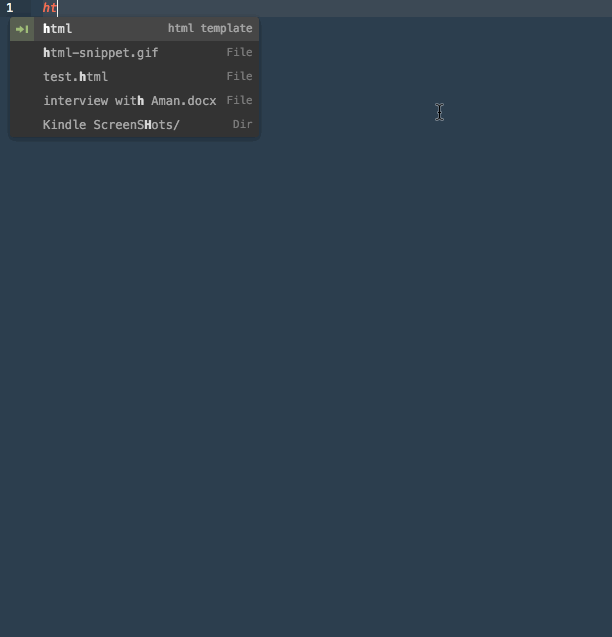 1 ht
html html template
html-snippet.gif File
test.html File
interview with Aman.docx File
Kindle ScreenSHots/ Dir